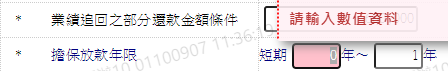 * 業績追回之部分還款金額條件
請輸入數值資料
* 擔保放款年限 短期 0 年~ 1 年